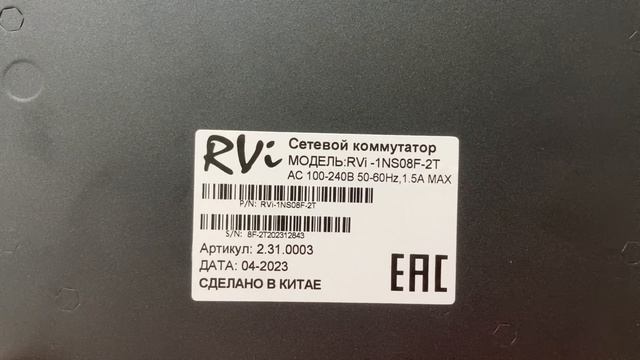 RVi
Сетевой коммутатор
МОДЕЛЬ:RVi -1NS08F-2T
AC 100-240В 50-60Hz,1.5A MAX
P/N: RVi-1NS08F-2T
S/N: 8F-2T202312843
Артикул: 2.31.0003
ДАТА: 04-2023
СДЕЛАНО В КИТАЕ
EAC